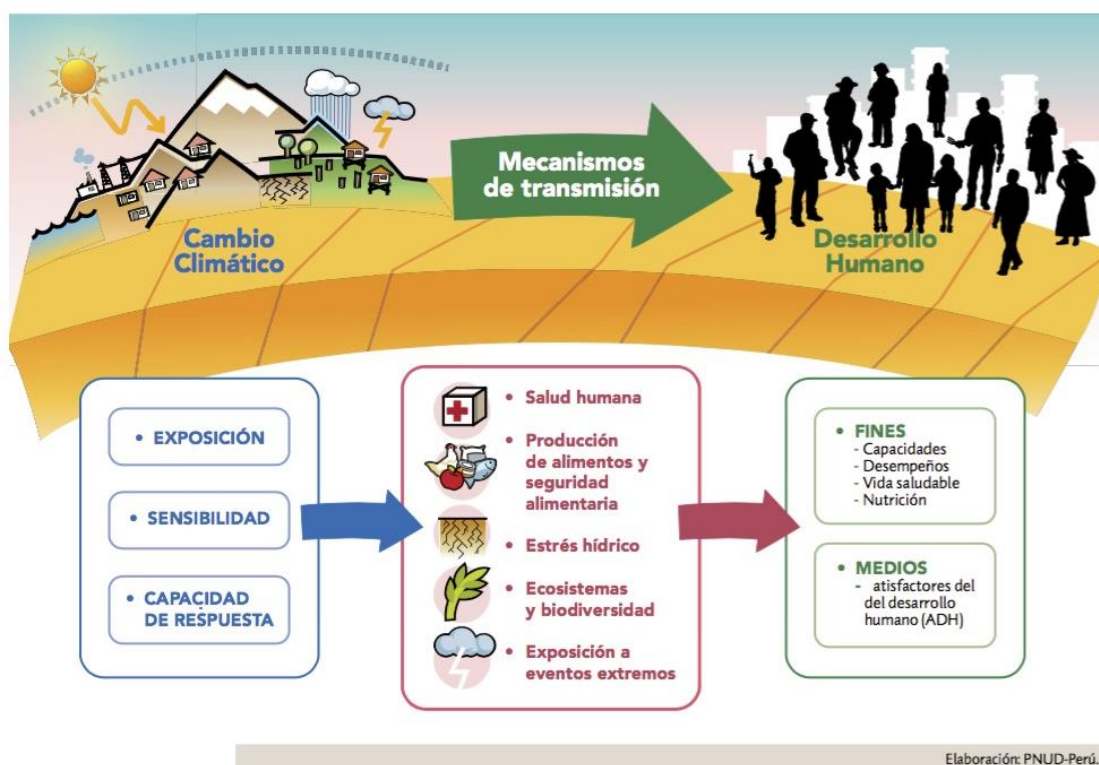 Mecanismos
de transmisión
Cambio
Climático
Desarrollo
Humano
• EXPOSICIÓN
• SENSIBILIDAD
• CAPACIDAD
DE RESPUESTA
• Salud humana
• Producción
de alimentos y
seguridad
alimentaria
• Estrés hídrico
• Ecosistemas
y biodiversidad
• Exposición a
eventos extremos
• FINES
- Capacidades
- Desempeños
- Vida saludable
- Nutrición
• MEDIOS
- atisfactores del
del desarrollo
humano (ADH)
Elaboración: PNUD-Perú.